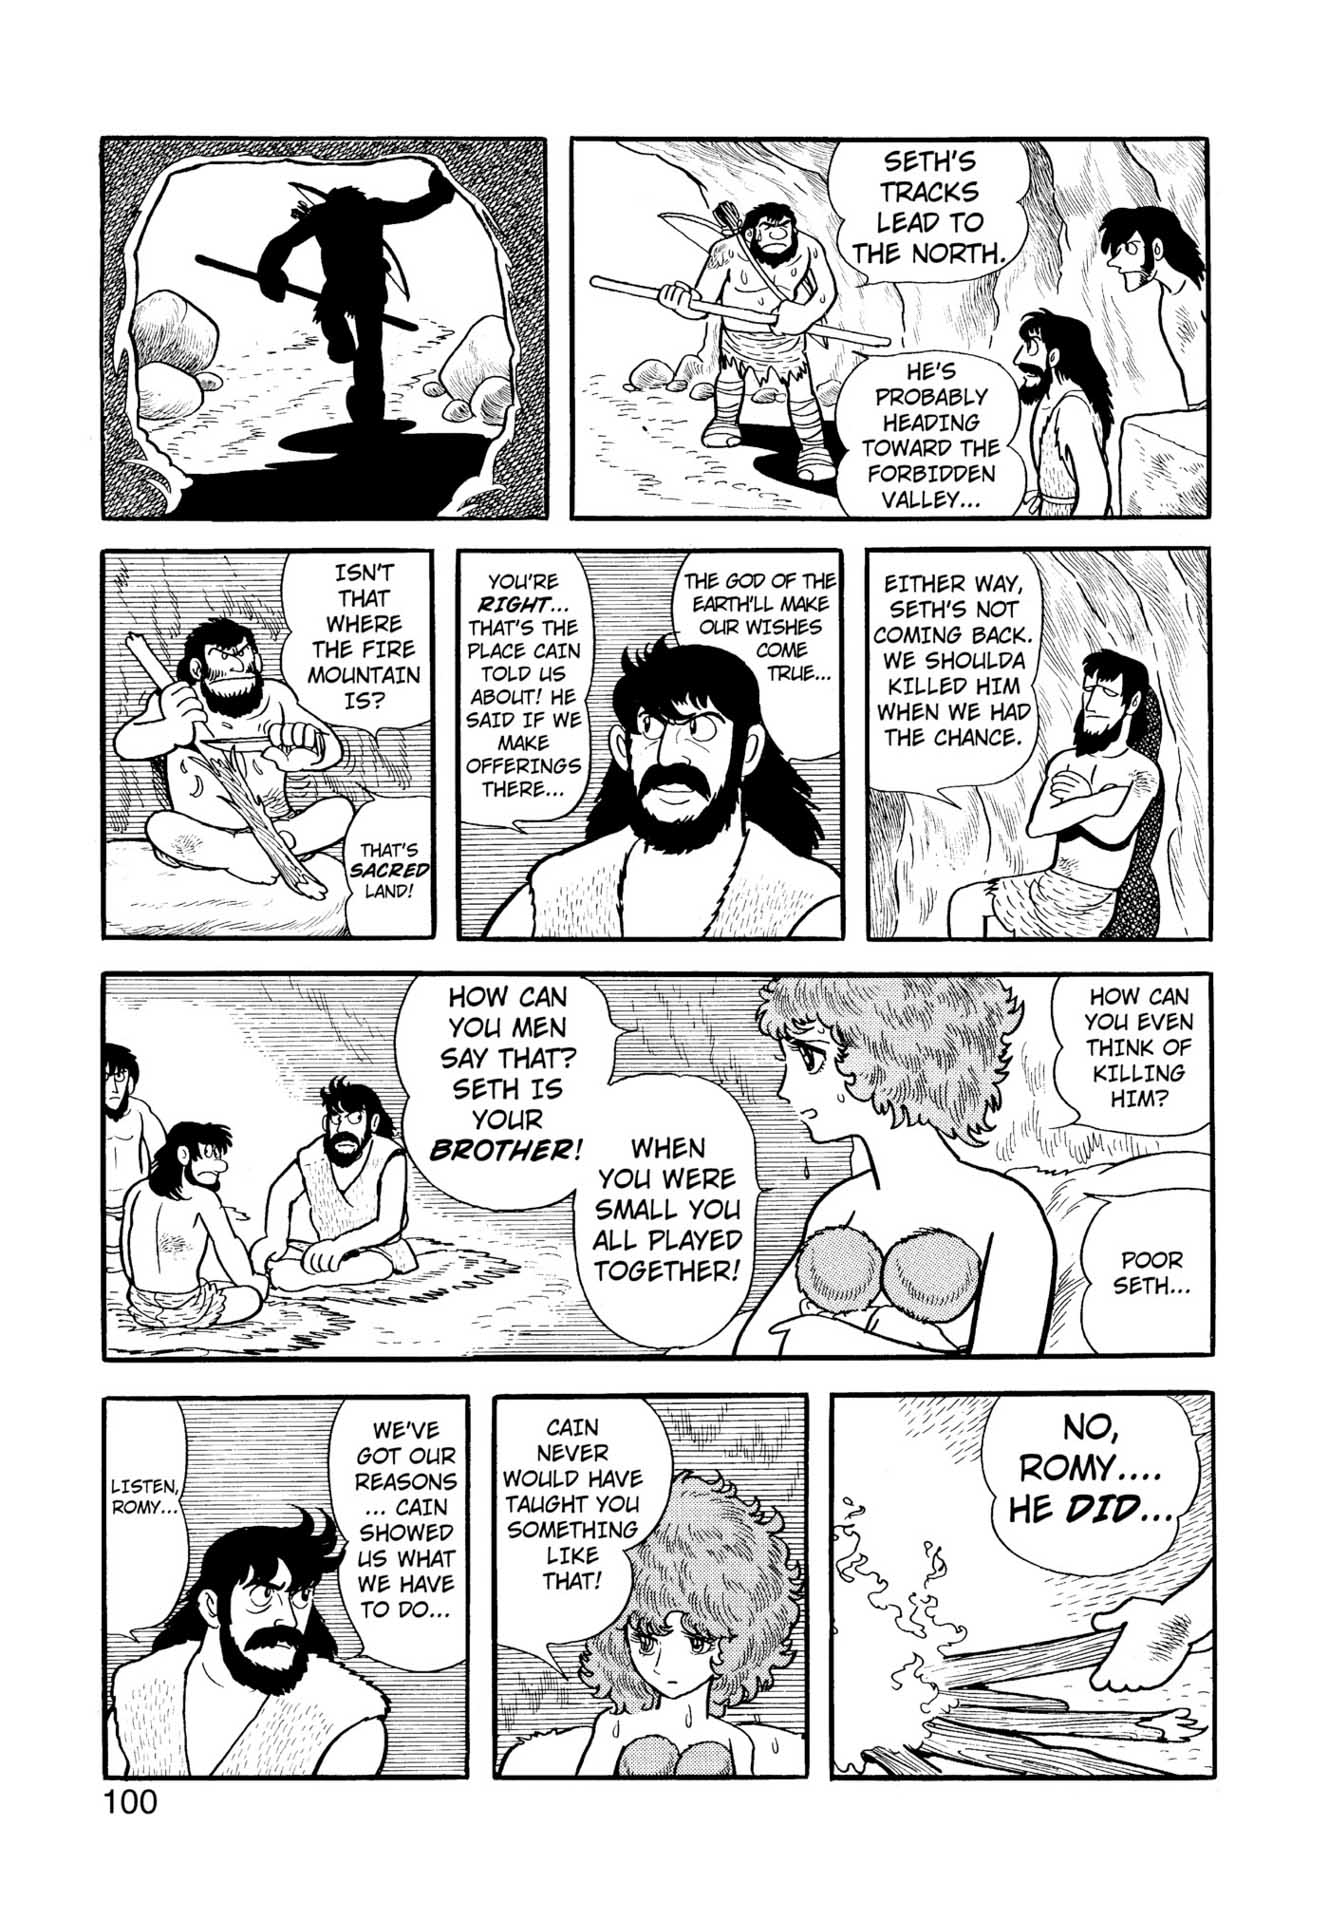 SETH'S
TRACKS
LEAD TO
THE NORTH.
HE'S
PROBABLY
HEADING
TOWARD THE
FORBIDDEN
VALLEY...
ISN'T
THAT
WHERE
THE FIRE
MOUNTAIN
IS?
THAT'S
SACRED
LAND!
YOU'RE
RIGHT...
THAT'S THE
PLACE CAIN
TOLD US
ABOUT! HE
SAID IF WE
MAKE
OFFERINGS
THERE...
THE GOD OF THE
EARTH'LL MAKE
OUR WISHES
COME
TRUE...
EITHER WAY,
SETH'S NOT
COMING BACK.
WE SHOULDA
KILLED HIM
WHEN WE HAD
THE CHANCE.
HOW CAN
YOU MEN
SAY THAT?
SETH IS
YOUR
BROTHER!
WHEN
YOU WERE
SMALL YOU
ALL PLAYED
TOGETHER!
HOW CAN
YOU EVEN
THINK OF
KILLING
HIM?
POOR
SETH...
LISTEN,
ROMY...
WE'VE
GOT OUR
REASONS
... CAIN
SHOWED
US WHAT
WE HAVE
TO DO...
CAIN
NEVER
WOULD HAVE
TAUGHT YOU
SOMETHING
LIKE
THAT!
NO,
ROMY....
HE DID...
100